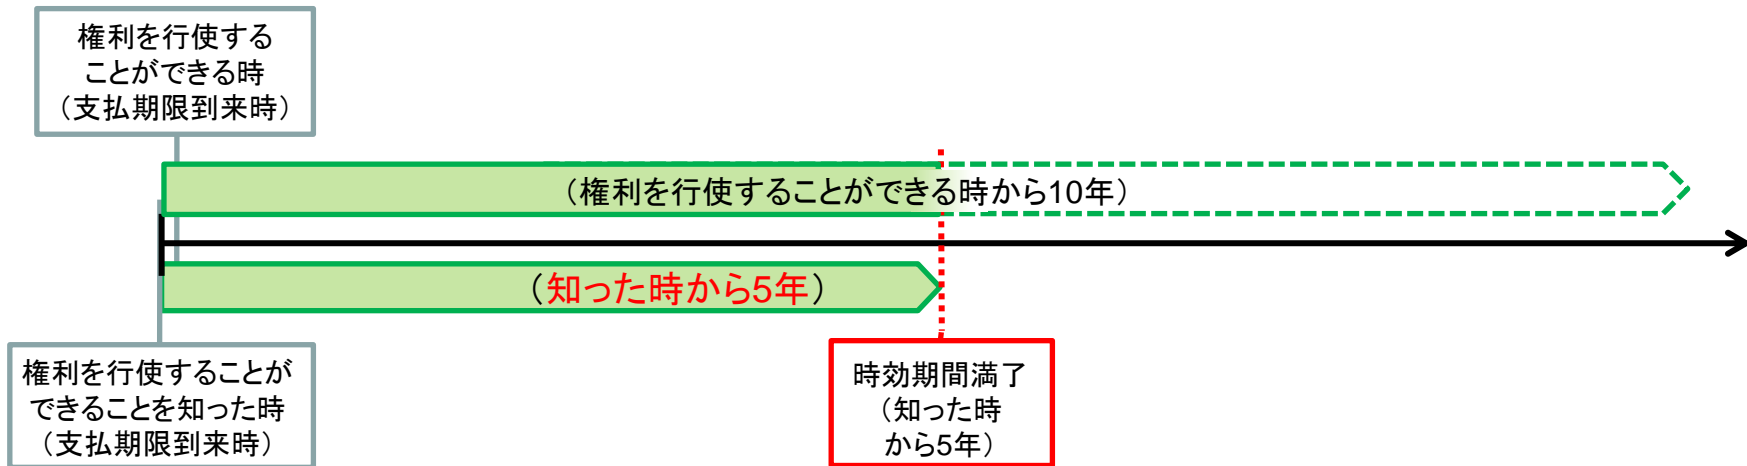 権利を行使する
ことができる時
（支払期限到来時）
（権利を行使することができる時から10年）
（知った時から5年）
権利を行使することが
できることを知った時
（支払期限到来時）
時効期間満了
（知った時
から5年）